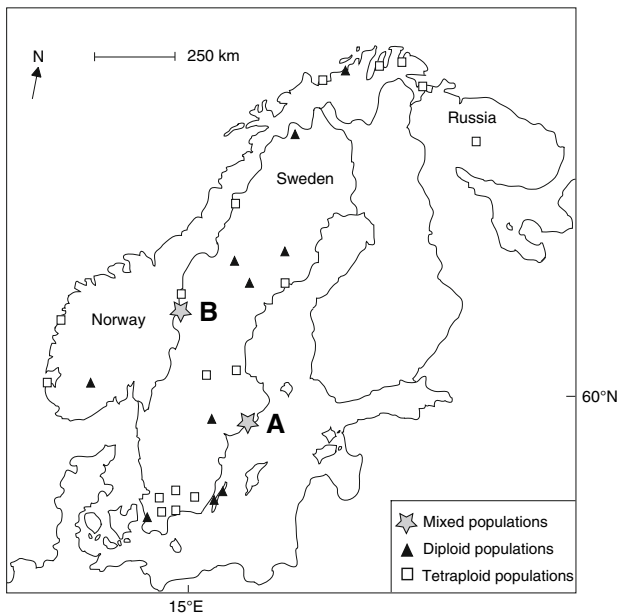 N
250 km
Russia
Sweden
B
Norway
60°N
A
Mixed populations
Diploid populations
Tetraploid populations
15°E